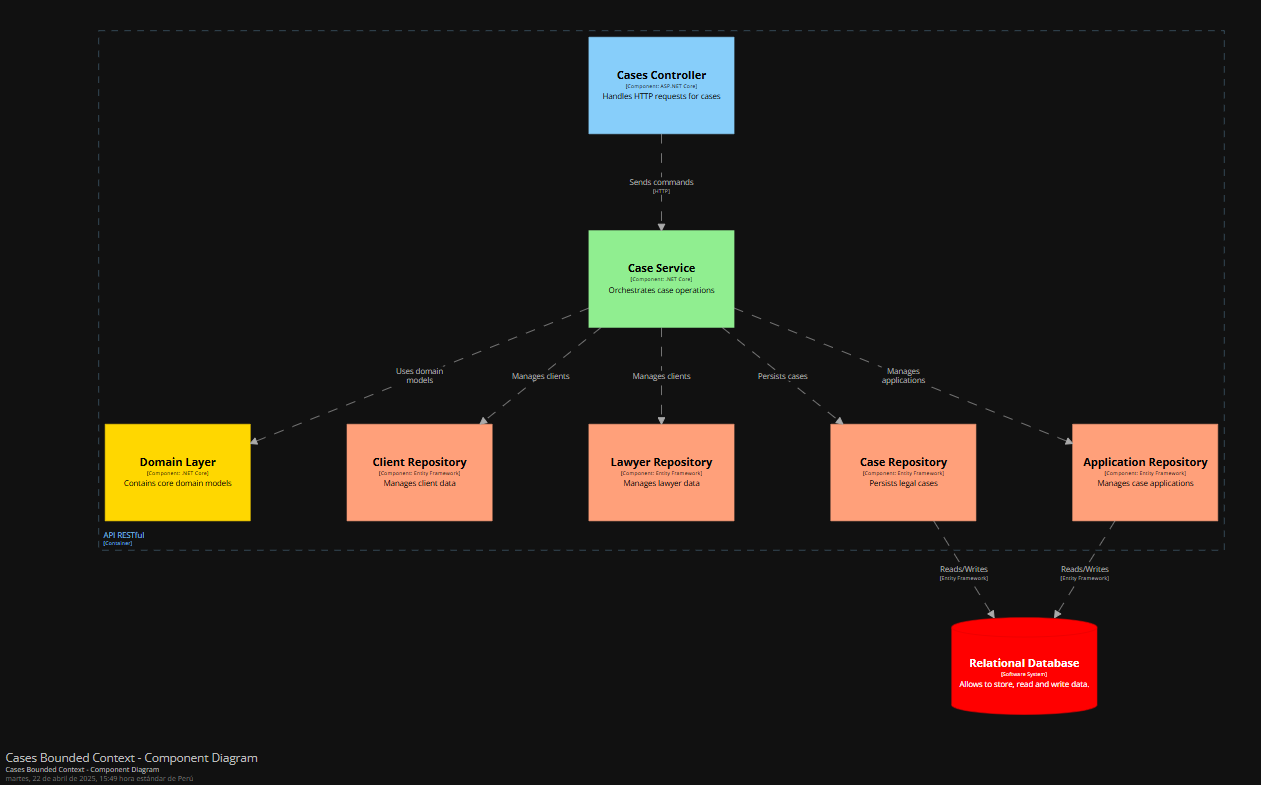 Cases Controller
[Component: ASP.NET Core]
Handles HTTP requests for cases
Sends commands
[HTTP]
Case Service
[Component: .NET Core]
Orchestrates case operations
Uses domain
models
Manages clients
Manages clients
Persists cases
Manages
applications
Domain Layer
[Component: .NET Core]
Contains core domain models
Client Repository
[Component: Entity Framework]
Manages client data
Lawyer Repository
[Component: Entity Framework]
Manages lawyer data
Case Repository
[Component: Entity Framework]
Persists legal cases
Application Repository
[Component: Entity Framework]
Manages case applications
API RESTful
[Container]
Reads/Writes
[Entity Framework]
Reads/Writes
[Entity Framework]
Relational Database
[Software System]
Allows to store, read and write data.
Cases Bounded Context - Component Diagram
Cases Bounded Context - Component Diagram
martes, 22 de abril de 2025, 15:49 hora estándar de Perú